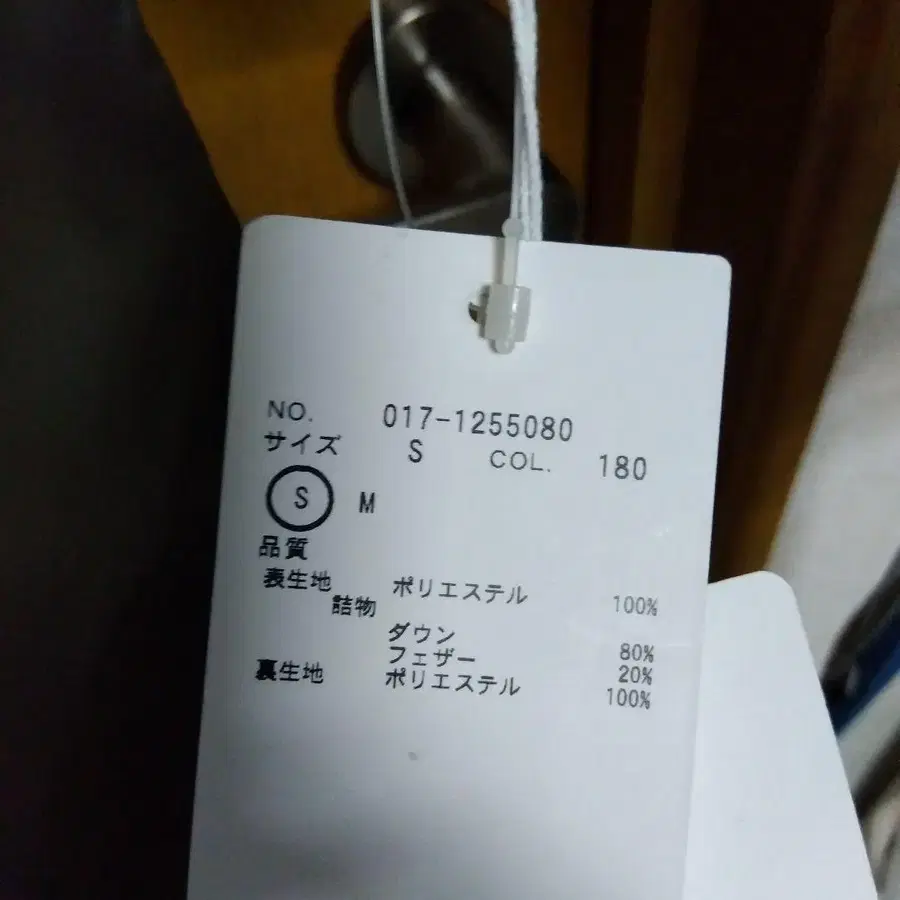 NO. 017-1255080
サイズ S COL. 180
S M
品質
表生地 ポリエステル 100%
詰物
ダウン 80%
フェザー 20%
裏生地 ポリエステル 100%